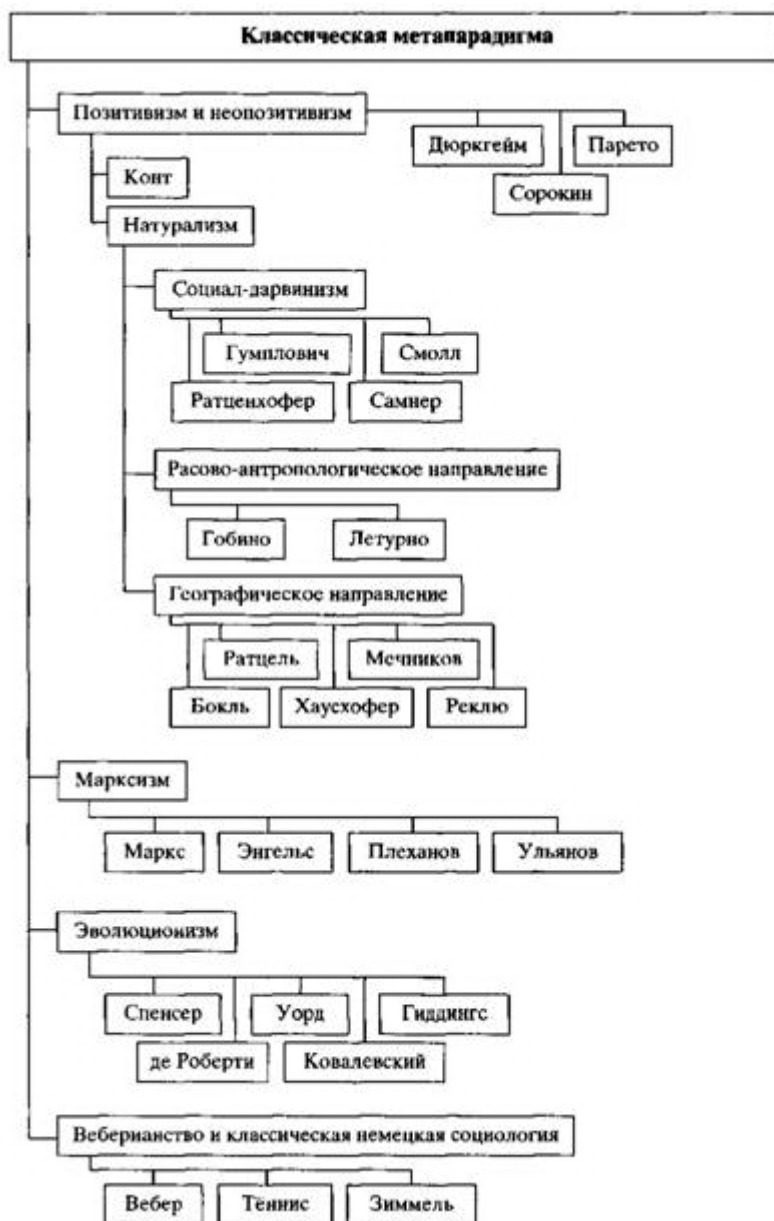 Классическая метапарадигма
Позитивизм и неопозитивизм
Дюркгейм Парето
Сорокин
Конт
Натурализм
Социал-дарвинизм
Гумплович Смолл
Ратценхофер Самнер
Расово-антропологическое направление
Гобино Летурно
Географическое направление
Ратцель Мечников
Бокль Хаусхофер Реклю
Марксизм
Маркс Энгельс Плеханов Ульянов
Эволюционизм
Спенсер Уорд Гиддингс
де Роберти Ковалевский
Веберианство и классическая немецкая социология
Вебер Тённис Зиммель